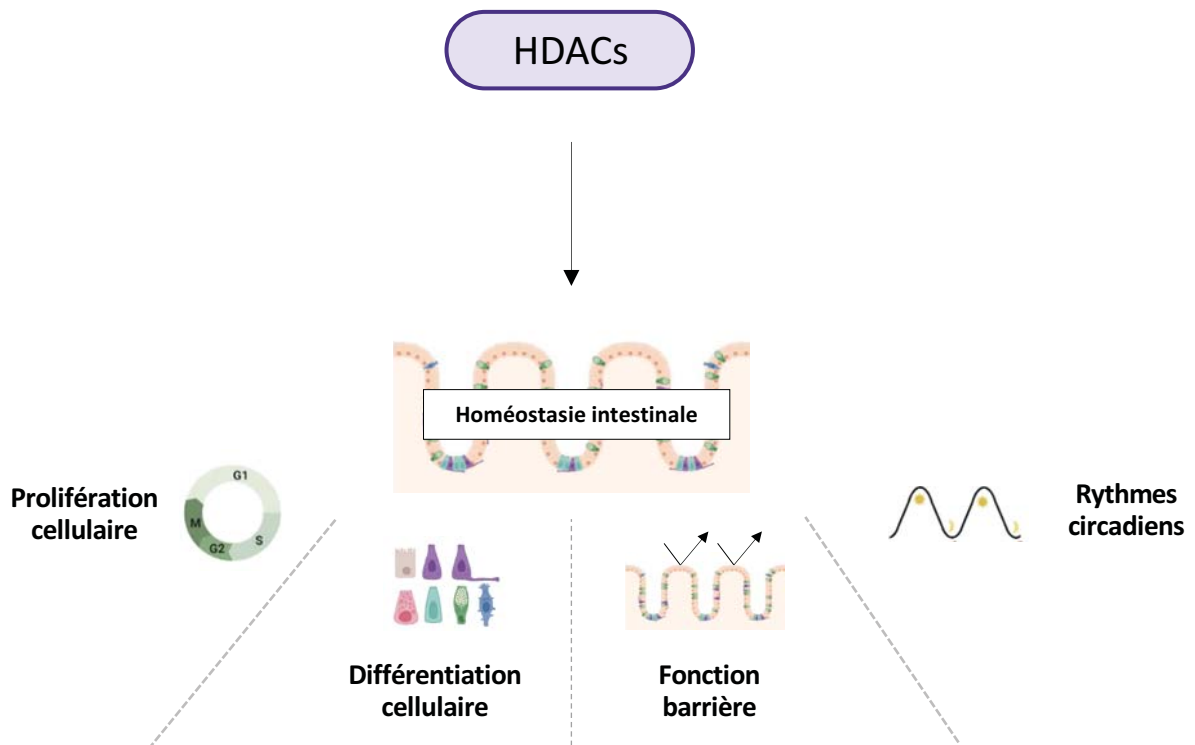 HDACs
Homéostasie intestinale
Prolifération
cellulaire
G1
M
G2
S
Rythmes
circadiens
Différentiation
cellulaire
Fonction
barrière